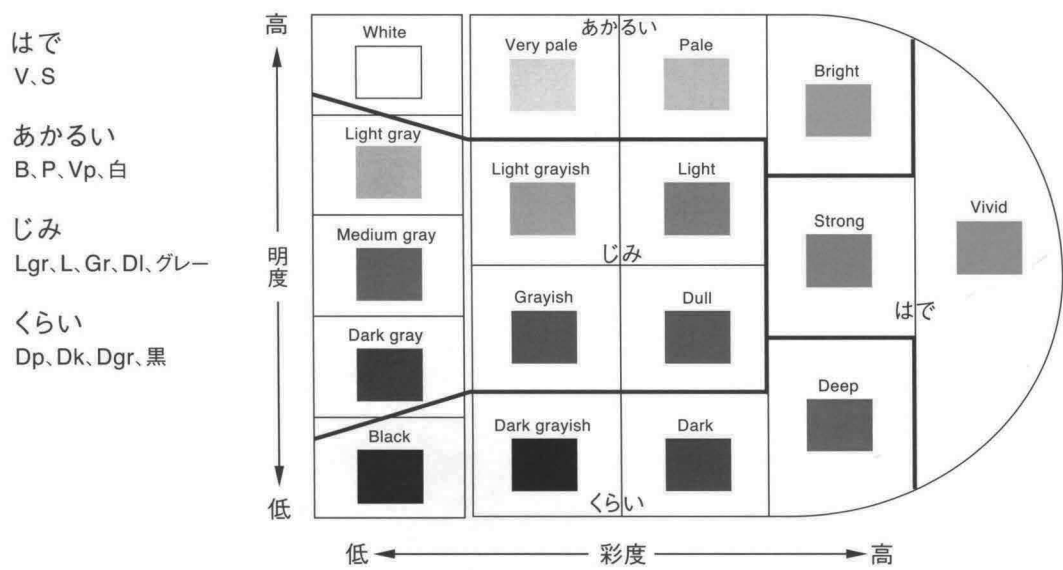 はで
V、S
あかるい
B、P、Vp、白
じみ
Lgr、L、Gr、Dl、グレー
くらい
Dp、Dk、Dgr、黒
高
明度
低
White
Light gray
Medium gray
Dark gray
Black
あかるい
Very pale
Pale
Light grayish
Light
じみ
Grayish
Dull
Dark grayish
Dark
くらい
Bright
Strong
Deep
はで
Vivid
低
彩度
高